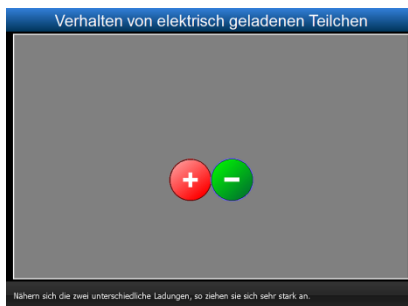 Verhalten von elektrisch geladenen Teilchen
+ −
Nähern sich die zwei unterschiedliche Ladungen, so ziehen sie sich sehr stark an.